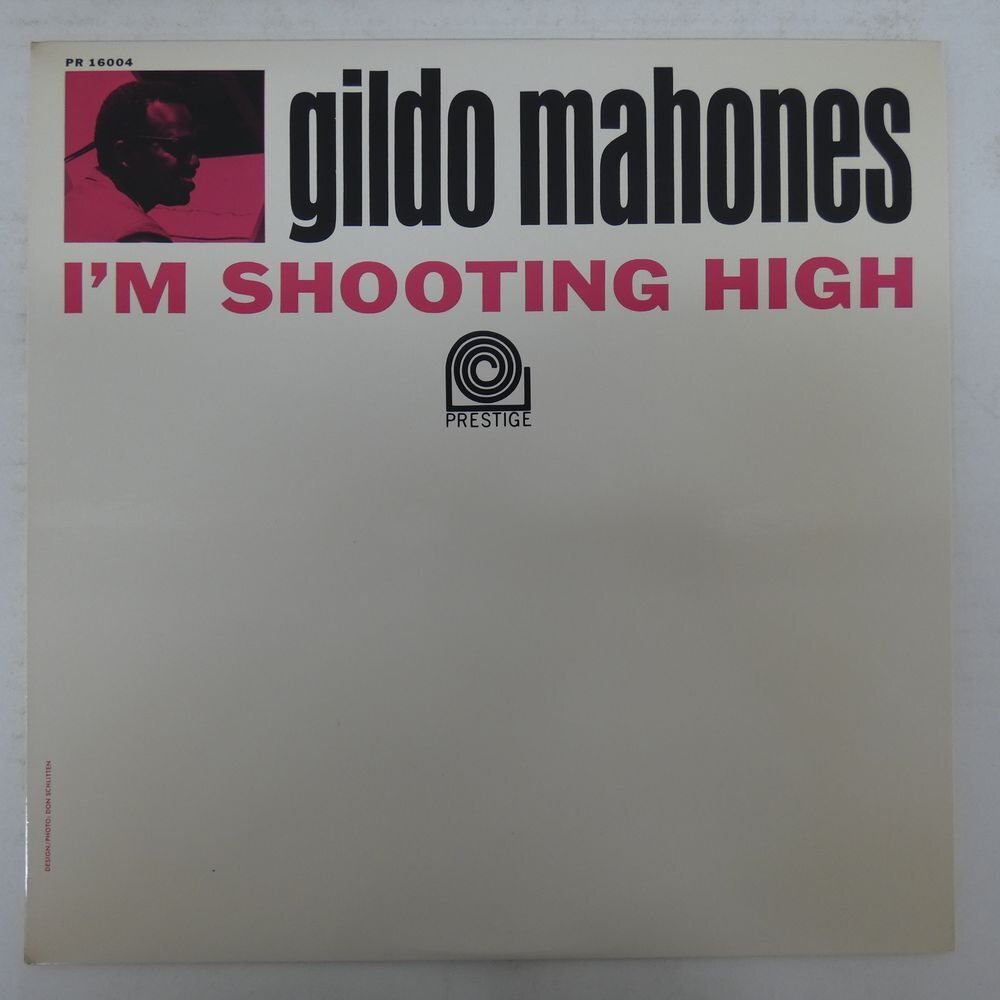 PR 16004
gildo mahones
I'M SHOOTING HIGH
PRESTIGE
DESIGN/PHOTO: DON SCHLITTEN